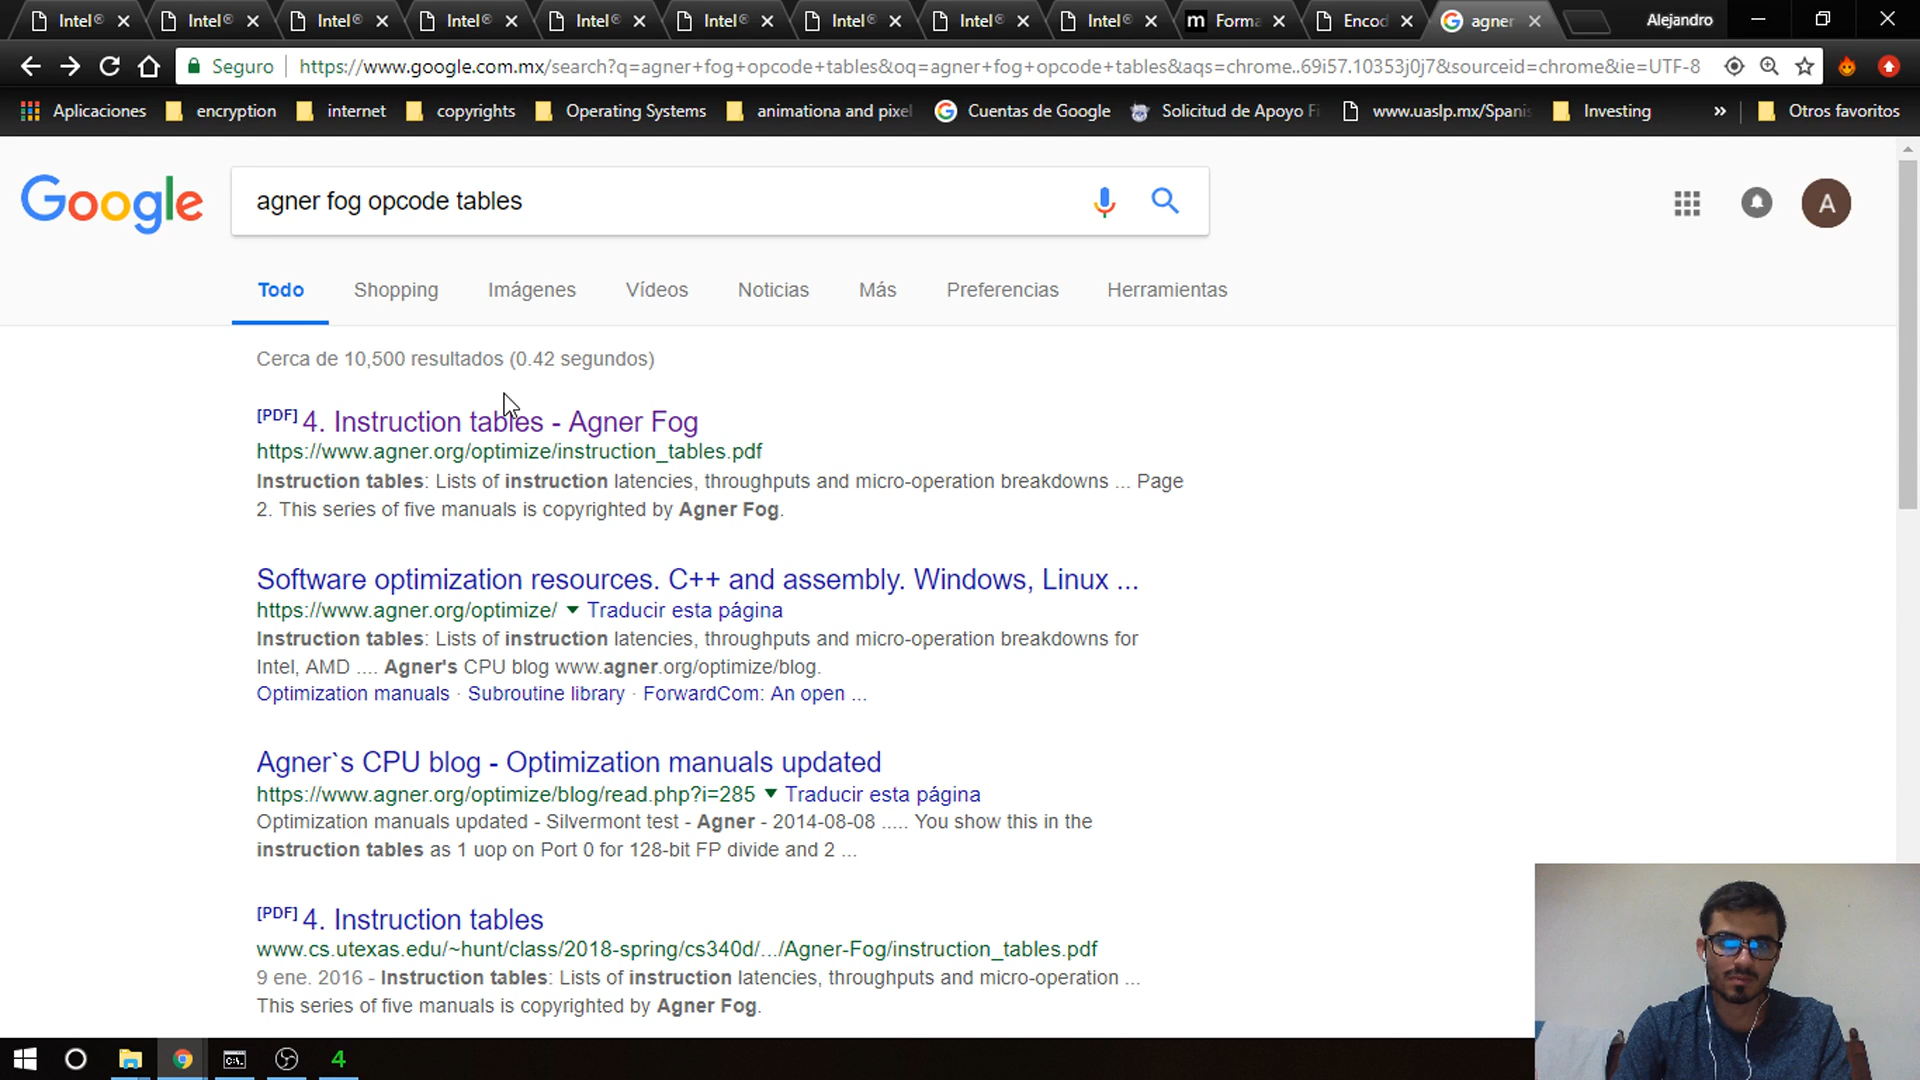 Intel® Intel® Intel® Intel® Intel® Intel® Intel® Intel® Intel® Forma Encod agner Alejandro
Seguro https://www.google.com.mx/search?q=agner+fog+opcode+tables&oq=agner+fog+opcode+tables&aqs=chrome..69i57.10353j0j7&sourceid=chrome&ie=UTF-8
Aplicaciones encryption internet copyrights Operating Systems animationa and pixel Cuentas de Google Solicitud de Apoyo Fi www.uaslp.mx/Spanis Investing » Otros favoritos
Google agner fog opcode tables A
Todo Shopping Imágenes Vídeos Noticias Más Preferencias Herramientas
Cerca de 10,500 resultados (0.42 segundos)
[PDF] 4. Instruction tables - Agner Fog
https://www.agner.org/optimize/instruction_tables.pdf
Instruction tables: Lists of instruction latencies, throughputs and micro-operation breakdowns ... Page
2. This series of five manuals is copyrighted by Agner Fog.
Software optimization resources. C++ and assembly. Windows, Linux ...
https://www.agner.org/optimize/ Traducir esta página
Instruction tables: Lists of instruction latencies, throughputs and micro-operation breakdowns for
Intel, AMD .... Agner's CPU blog www.agner.org/optimize/blog.
Optimization manuals · Subroutine library · ForwardCom: An open ...
Agner`s CPU blog - Optimization manuals updated
https://www.agner.org/optimize/blog/read.php?i=285 Traducir esta página
Optimization manuals updated - Silvermont test - Agner - 2014-08-08 ..... You show this in the
instruction tables as 1 uop on Port 0 for 128-bit FP divide and 2 ...
[PDF] 4. Instruction tables
www.cs.utexas.edu/~hunt/class/2018-spring/cs340d/.../Agner-Fog/instruction_tables.pdf
9 ene. 2016 - Instruction tables: Lists of instruction latencies, throughputs and micro-operation ...
This series of five manuals is copyrighted by Agner Fog.
4